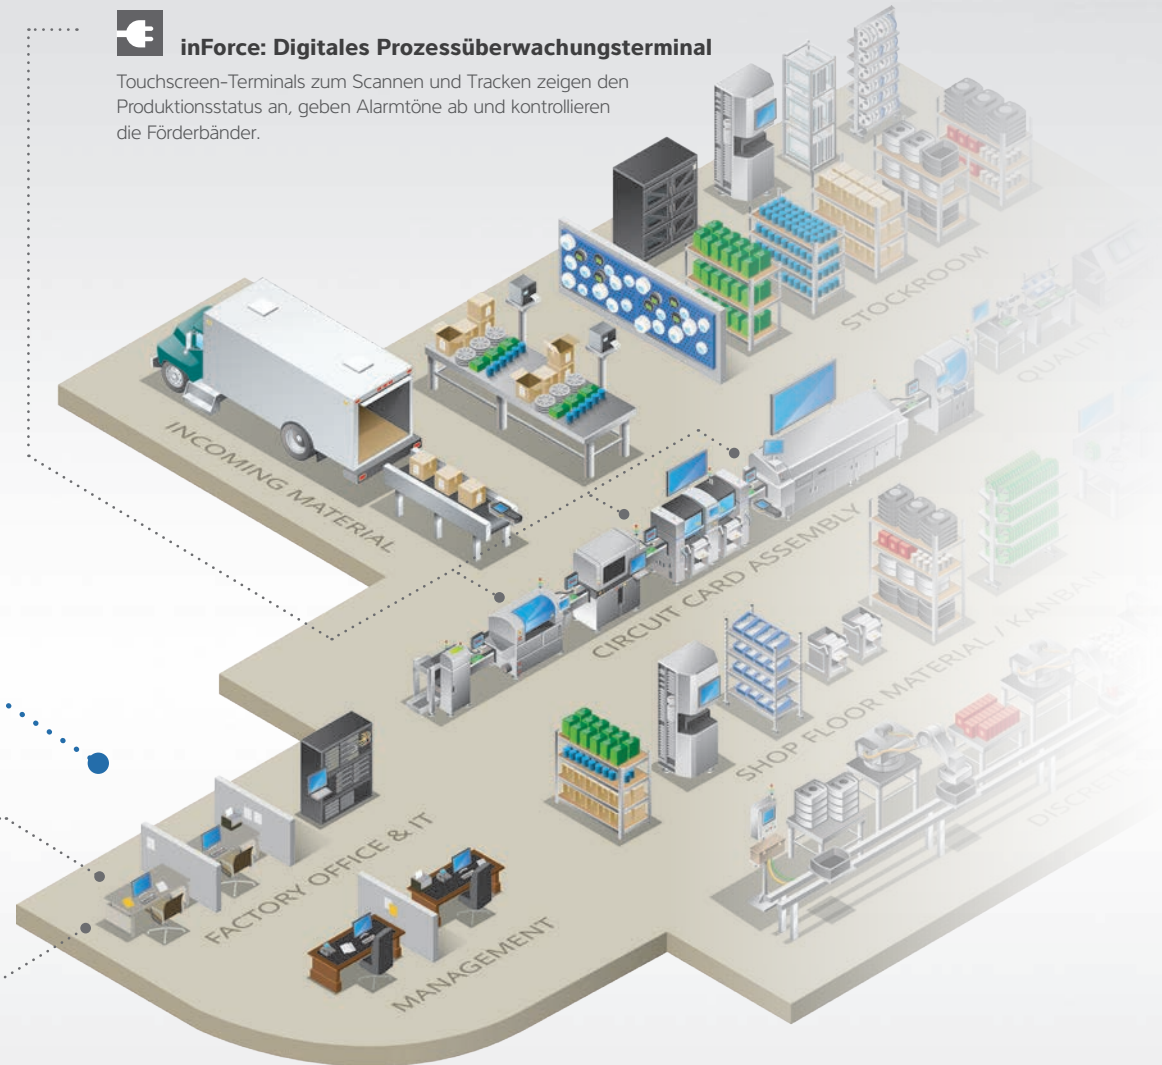 inForce: Digitales Prozessüberwachungsterminal
Touchscreen-Terminals zum Scannen und Tracken zeigen den
Produktionsstatus an, geben Alarmtöne ab und kontrollieren
die Förderbänder.
STOCKROOM
INCOMING MATERIAL
CIRCUIT CARD ASSEMBLY
SHOP FLOOR MATERIAL / KANBAN
FACTORY OFFICE & IT
MANAGEMENT